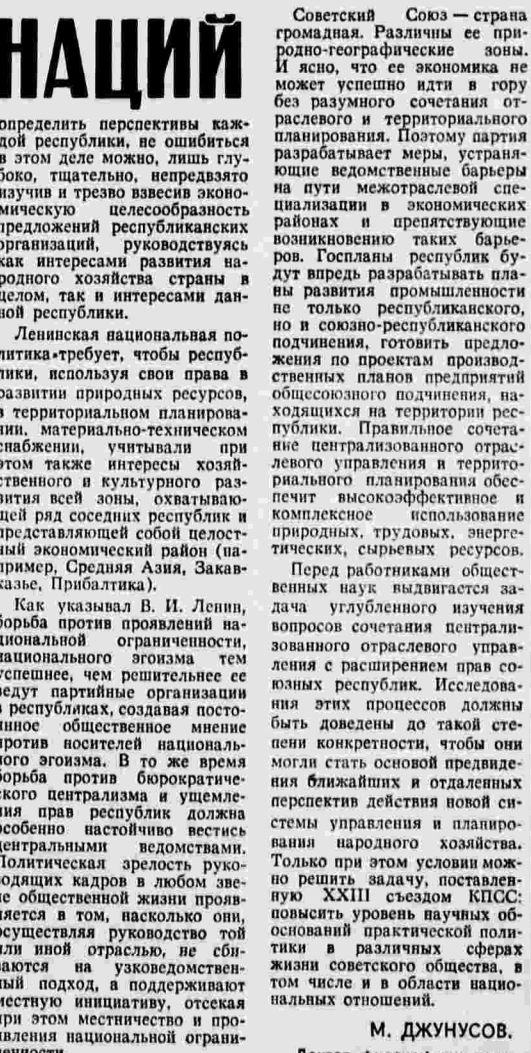 НАЦИЙ
определить перспективы каж-
дой республики, не ошибиться
в этом деле можно, лишь глу-
боко, тщательно, непредвзято
изучив и трезво взвесив эконо-
мическую целесообразность
предложений республиканских
организаций, руководствуясь
как интересами развития на-
родного хозяйства страны в
целом, так и интересами дан-
ной республики.
Ленинская национальная по-
литика требует, чтобы респуб-
лики, используя свои права в
развитии природных ресурсов,
в территориальном планирова-
нии, материально-техническом
снабжении, учитывали при
этом также интересы хозяй-
ственного и культурного раз-
вития всей зоны, охватываю-
щей ряд соседних республик и
представляющей собой целост-
ный экономический район (на-
пример, Средняя Азия, Закав-
казье, Прибалтика).
Как указывал В. И. Ленин,
борьба против проявлений на-
циональной ограниченности,
национального эгоизма тем
успешнее, чем решительнее ее
ведут партийные организации
в республиках, создавая посто-
янное общественное мнение
против носителей националь-
ного эгоизма. В то же время
борьба против бюрократиче-
ского централизма и ущемле-
ния прав республик должна
особенно настойчиво вестись
центральными ведомствами.
Политическая зрелость руко-
водящих кадров в любом зве-
не общественной жизни прояв-
ляется в том, насколько они,
осуществляя руководство той
или иной отраслью, не сби-
ваются на узковедомствен-
ный подход, а поддерживают
местную инициативу, отсекая
при этом местничество и про-
явления национальной ограни-
ченности.
Советский Союз — страна
громадная. Различны ее при-
родно-географические зоны.
И ясно, что ее экономика не
может успешно идти в гору
без разумного сочетания от-
раслевого и территориального
планирования. Поэтому партия
разрабатывает меры, устраня-
ющие ведомственные барьеры
на пути межотраслевой спе-
циализации в экономических
районах и препятствующие
возникновению таких барье-
ров. Госпланы республик бу-
дут впредь разрабатывать пла-
ны развития промышленности
не только республиканского,
но и союзно-республиканского
подчинения, готовить предло-
жения по проектам производ-
ственных планов предприятий
общесоюзного подчинения, на-
ходящихся на территории рес-
публики. Правильное сочета-
ние централизованного отрас-
левого управления и террито-
риального планирования обес-
печит высокоэффективное и
комплексное использование
природных, трудовых, энерге-
тических, сырьевых ресурсов.
Перед работниками общест-
венных наук выдвигается за-
дача углубленного изучения
вопросов сочетания централи-
зованного отраслевого управ-
ления с расширением прав со-
юзных республик. Исследова-
ния этих процессов должны
быть доведены до такой сте-
пени конкретности, чтобы они
могли стать основой предвиде-
ния ближайших и отдаленных
перспектив действия новой си-
стемы управления и планиро-
вания народного хозяйства.
Только при этом условии мож-
но решить задачу, поставлен-
ную XXIII съездом КПСС:
повысить уровень научных об-
оснований практической поли-
тики в различных сферах
жизни советского общества, в
том числе и в области нацио-
нальных отношений.
М. ДЖУНУСОВ.